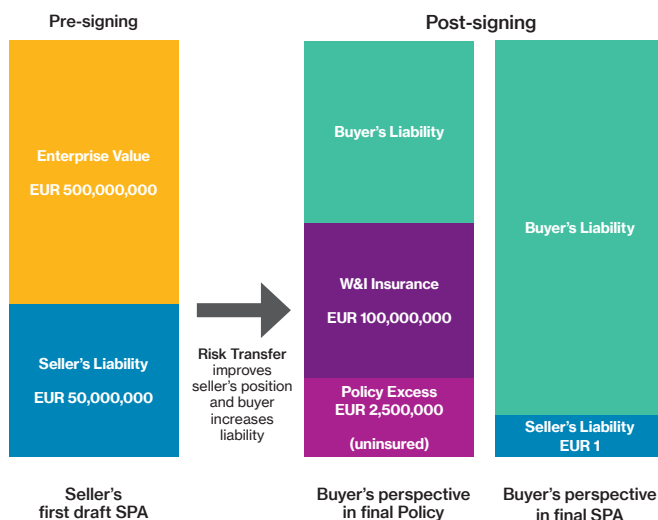 Pre-signing
Post-signing
Enterprise Value
EUR 500,000,000
Seller's Liability
EUR 50,000,000
Risk Transfer
improves
seller's position
and buyer
increases
liability
Buyer's Liability
W&I Insurance
EUR 100,000,000
Policy Excess
EUR 2,500,000
(uninsured)
Buyer's Liability
Seller's Liability
EUR 1
Seller's
first draft SPA
Buyer's perspective
in final Policy
Buyer's perspective
in final SPA